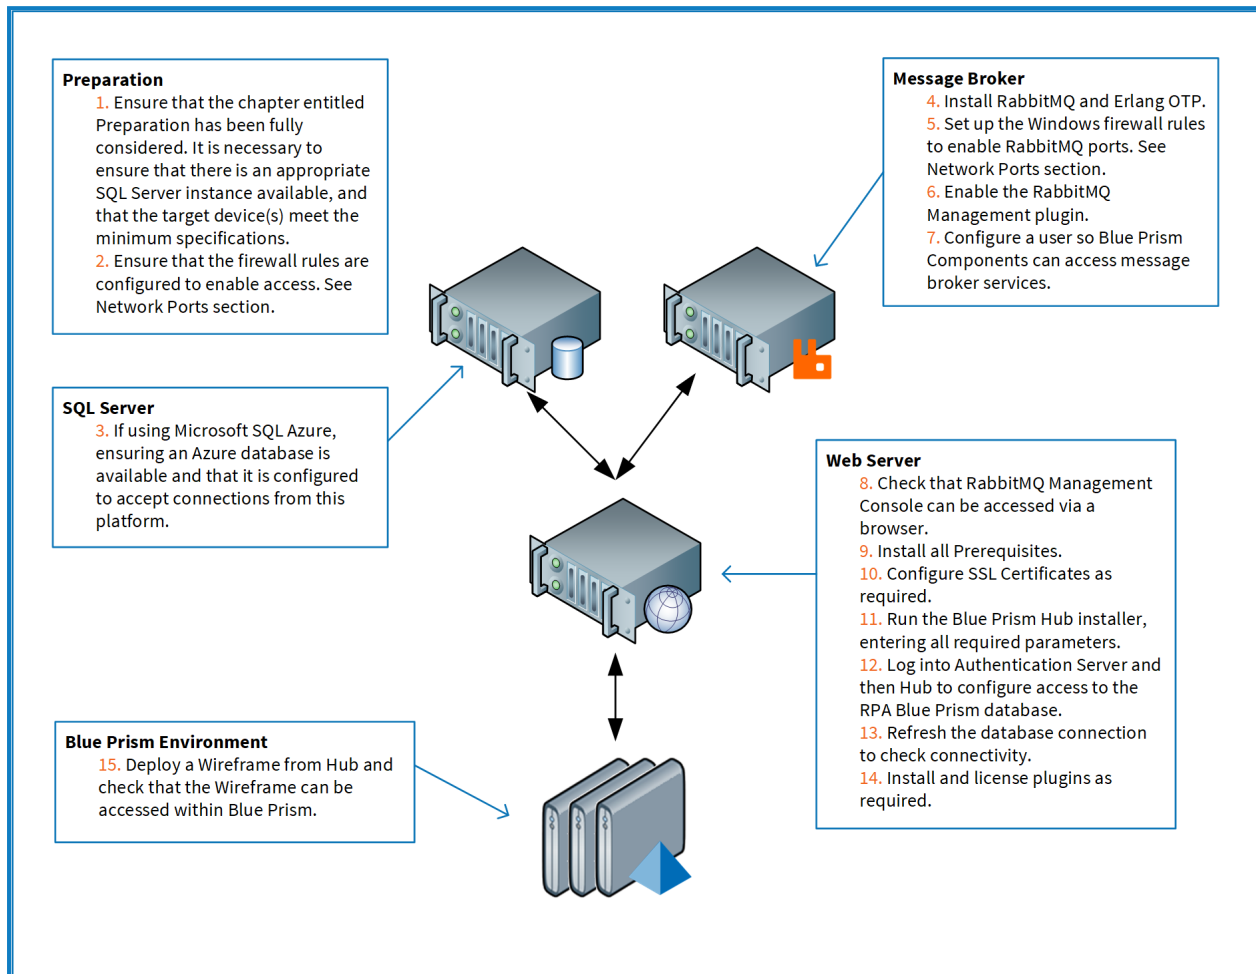 Preparation
1. Ensure that the chapter entitled
Preparation has been fully
considered. It is necessary to
ensure that there is an appropriate
SQL Server instance available, and
that the target device(s) meet the
minimum specifications.
2. Ensure that the firewall rules are
configured to enable access. See
Network Ports section.
Message Broker
4. Install RabbitMQ and Erlang OTP.
5. Set up the Windows firewall rules
to enable RabbitMQ ports. See
Network Ports section.
6. Enable the RabbitMQ
Management plugin.
7. Configure a user so Blue Prism
Components can access message
broker services.
SQL Server
3. If using Microsoft SQL Azure,
ensuring an Azure database is
available and that it is configured
to accept connections from this
platform.
Web Server
8. Check that RabbitMQ Management
Console can be accessed via a
browser.
9. Install all Prerequisites.
10. Configure SSL Certificates as
required.
11. Run the Blue Prism Hub installer,
entering all required parameters.
12. Log into Authentication Server and
then Hub to configure access to the
RPA Blue Prism database.
13. Refresh the database connection
to check connectivity.
14. Install and license plugins as
required.
Blue Prism Environment
15. Deploy a Wireframe from Hub and
check that the Wireframe can be
accessed within Blue Prism.